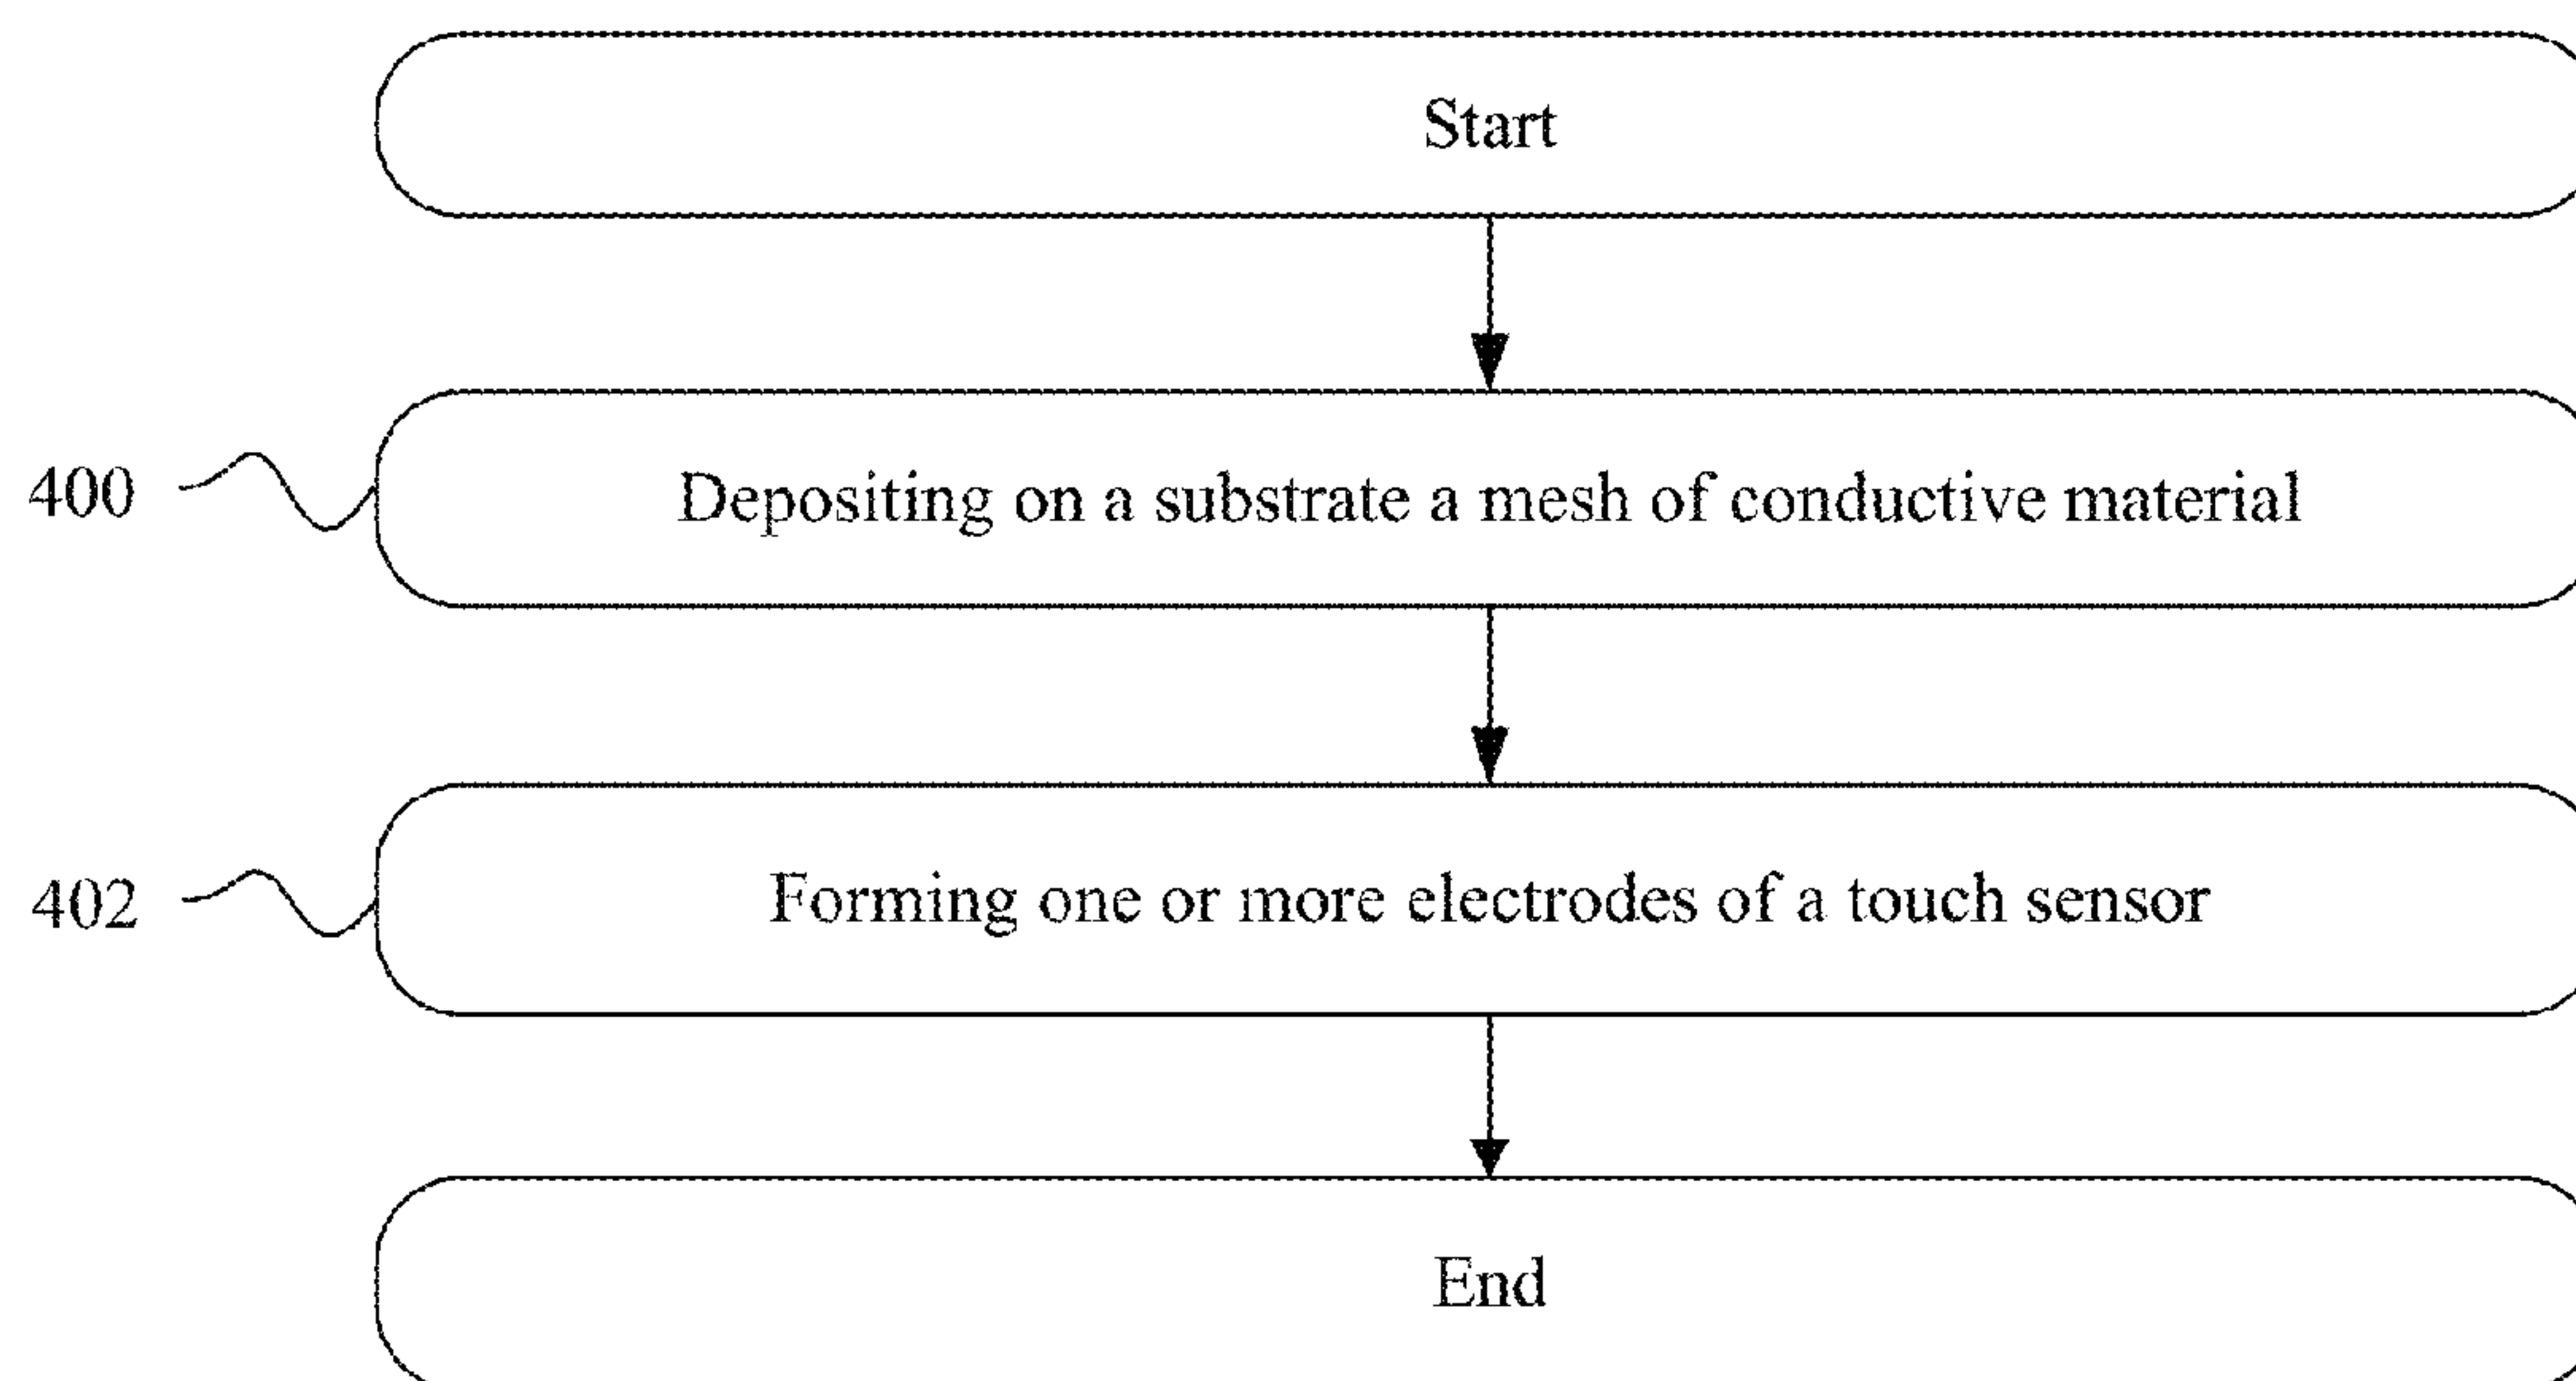 Start
400
Depositing on a substrate a mesh of conductive material
402
Forming one or more electrodes of a touch sensor
End